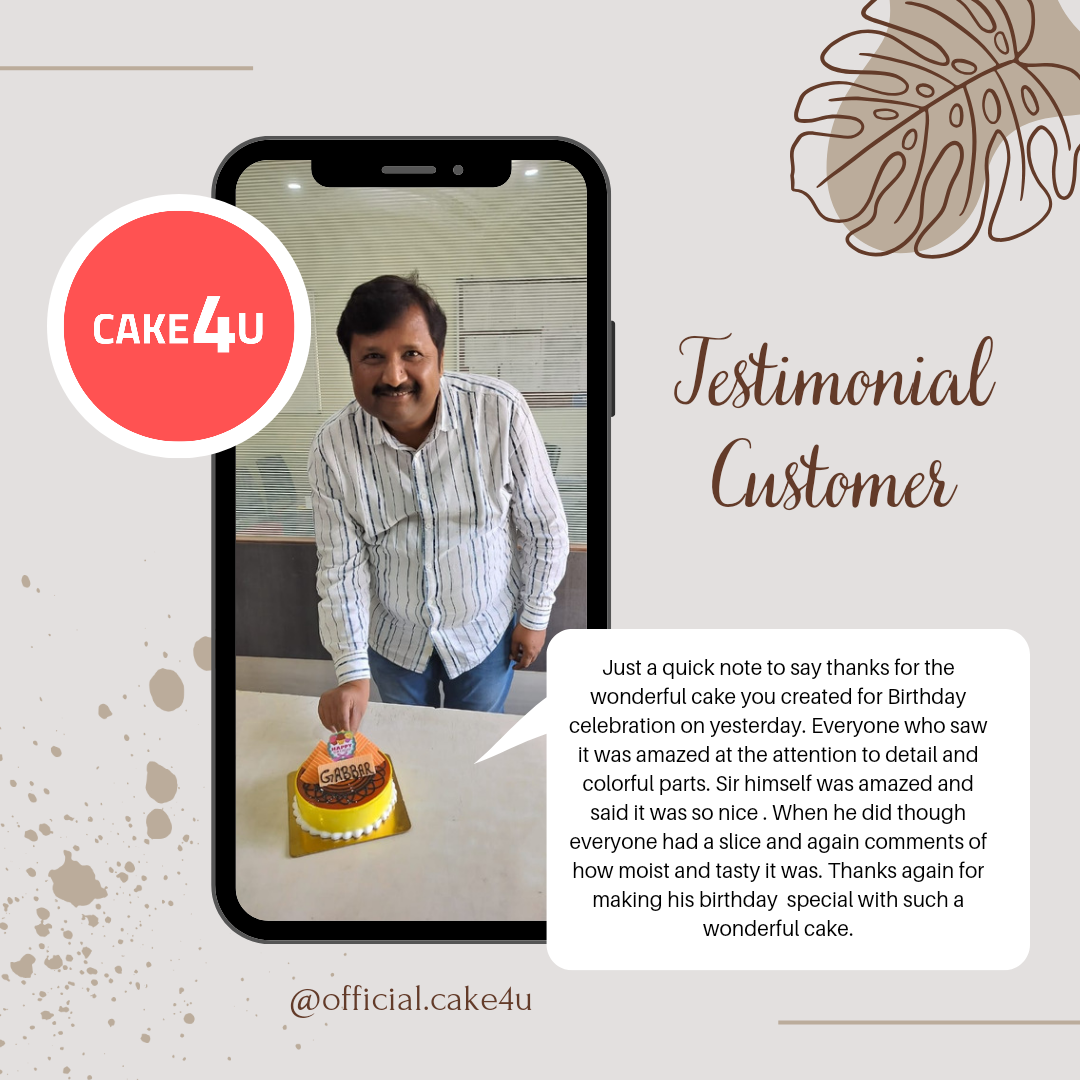 CAKE4U
Testimonial
Customer
HAPPY
GABBAR
Just a quick note to say thanks for the
wonderful cake you created for Birthday
celebration on yesterday. Everyone who saw
it was amazed at the attention to detail and
colorful parts. Sir himself was amazed and
said it was so nice . When he did though
everyone had a slice and again comments of
how moist and tasty it was. Thanks again for
making his birthday  special with such a
wonderful cake.
@official.cake4u